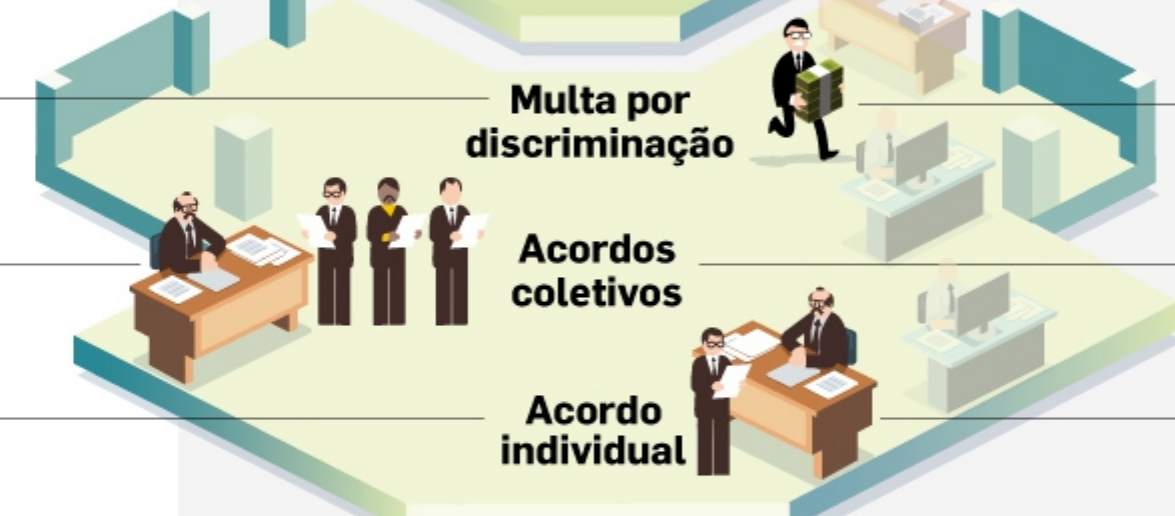 Multa por
discriminação
Acordos
coletivos
Acordo
individual